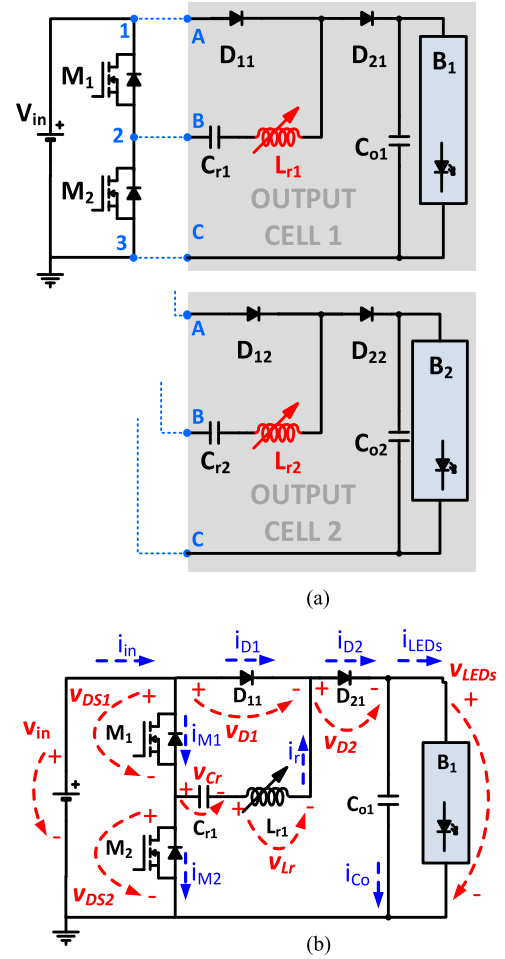 1
A
D11
D21
B1
M1
Vin
+
2
B
Cr1
Lr1
Co1
M2
OUTPUT
CELL 1
3
C
A
D12
D22
B2
B
Cr2
Lr2
Co2
OUTPUT
CELL 2
C
(a)
iin
iD1
iD2
iLEDs
vLEDs
vDS1
+
+
D11
-
+
D21
-
+
M1
iM1
vD1
vD2
vin
+
ir
-
vCr
B1
+
+
-
Cr1
+
Lr1
-
Co1
-
+
M2
vLr
vDS2
-
iM2
iCo
-
(b)